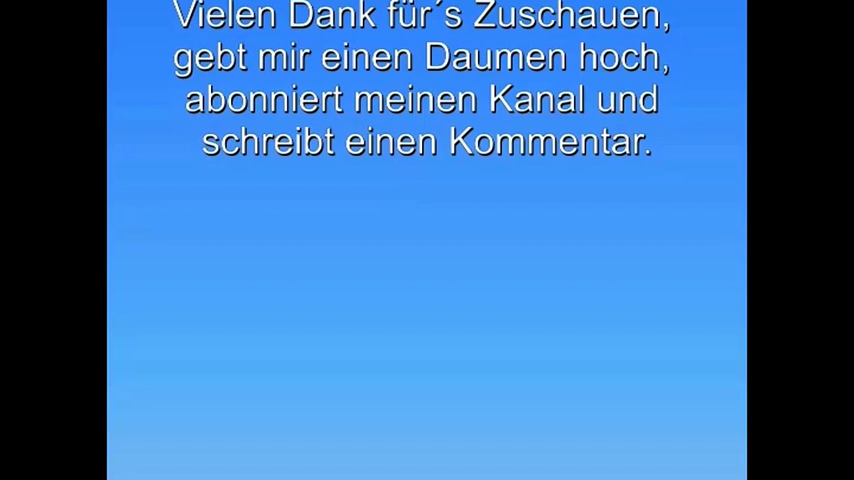 Vielen Dank für´s Zuschauen,
gebt mir einen Daumen hoch,
abonniert meinen Kanal und
schreibt einen Kommentar.